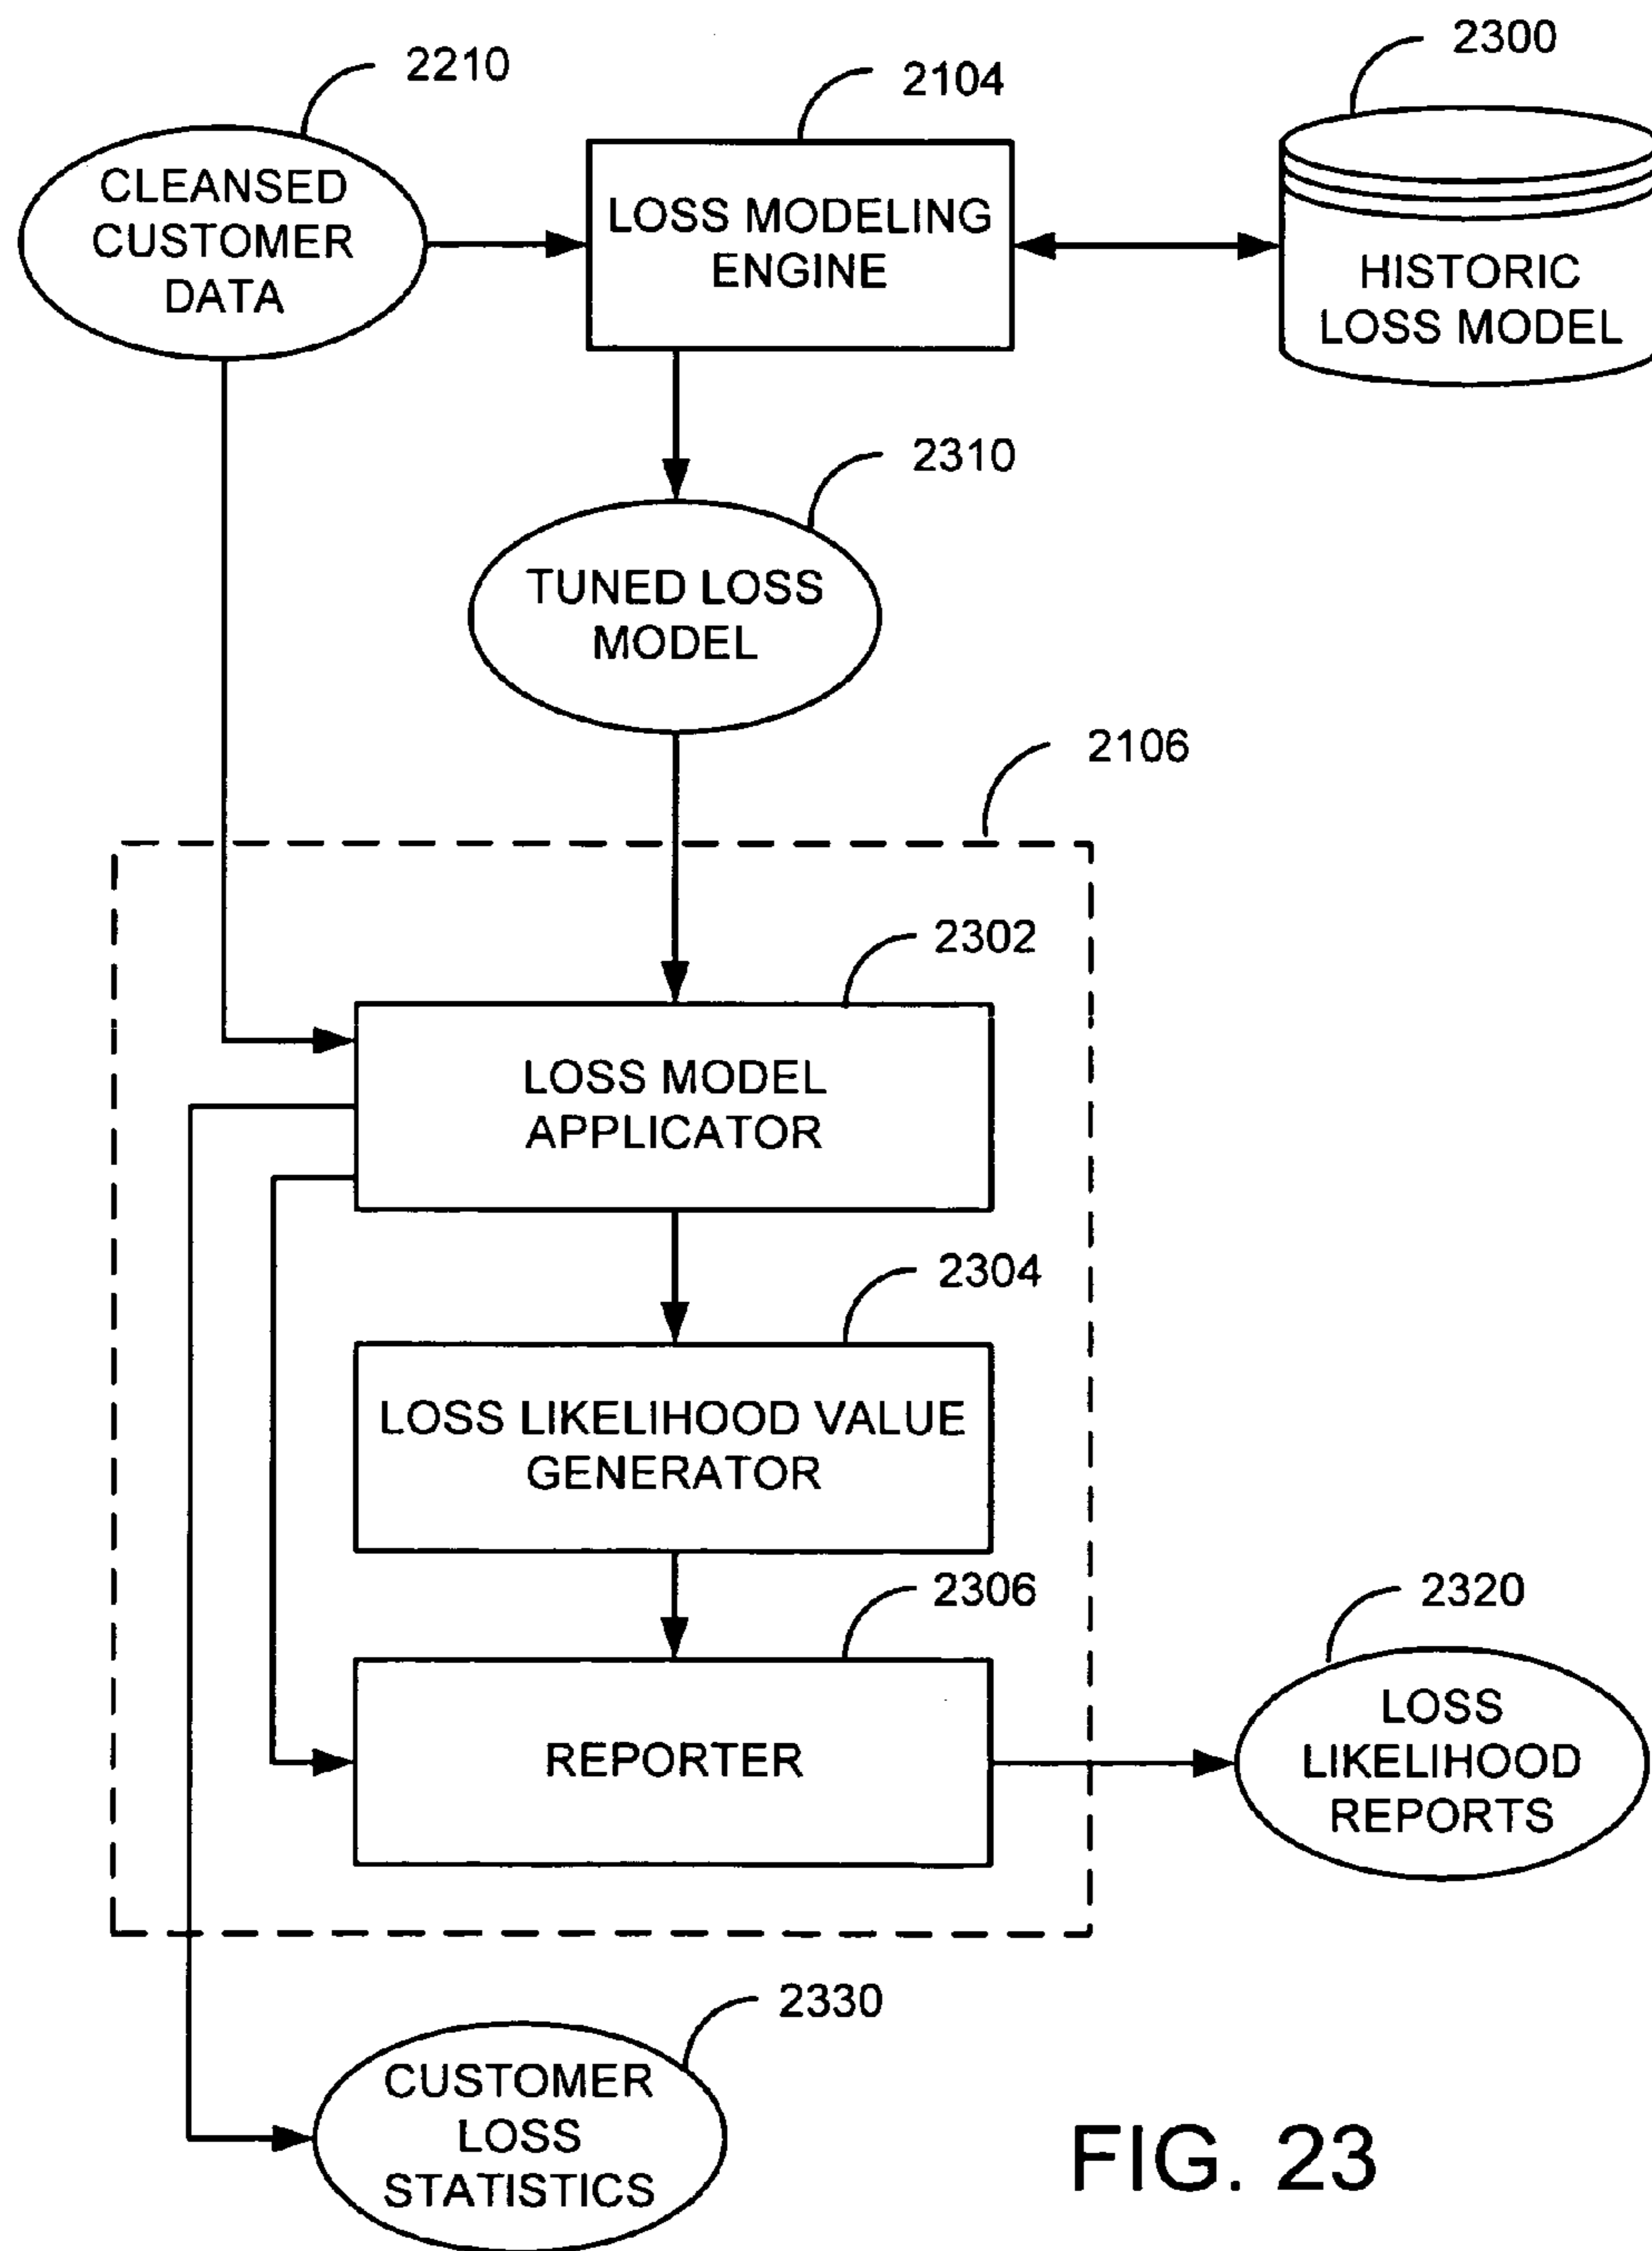 2210
2104
2300
CLEANSED
CUSTOMER
DATA
LOSS MODELING
ENGINE
HISTORIC
LOSS MODEL
2310
TUNED LOSS
MODEL
2106
2302
LOSS MODEL
APPLICATOR
2304
LOSS LIKELIHOOD VALUE
GENERATOR
2306
2320
REPORTER
LOSS
LIKELIHOOD
REPORTS
2330
CUSTOMER
LOSS
STATISTICS
FIG. 23